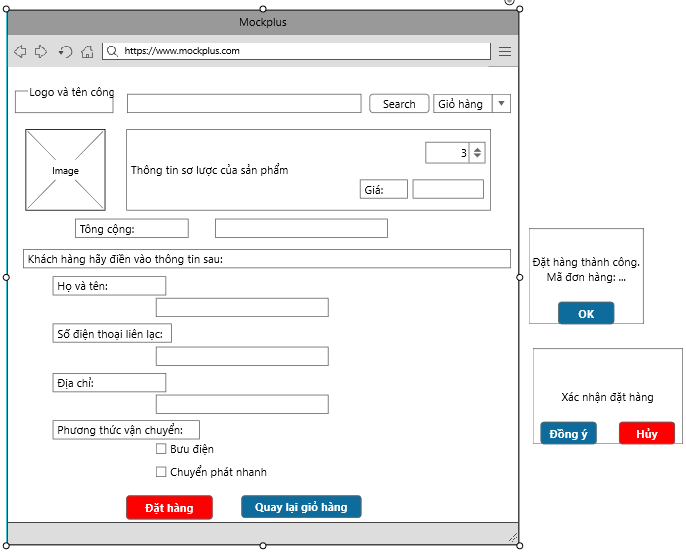 Mockplus
https://www.mockplus.com
Logo và tên công
Search
Giỏ hàng
Image
Thông tin sơ lược của sản phẩm
3
Giá:
Tông cộng:
Khách hàng hãy điền vào thông tin sau:
Họ và tên:
Số điện thoại liên lạc:
Địa chỉ:
Phương thức vận chuyển:
Bưu điện
Chuyển phát nhanh
Đặt hàng
Quay lại giỏ hàng
Đặt hàng thành công.
Mã đơn hàng: ...
OK
Xác nhận đặt hàng
Đồng ý
Hủy